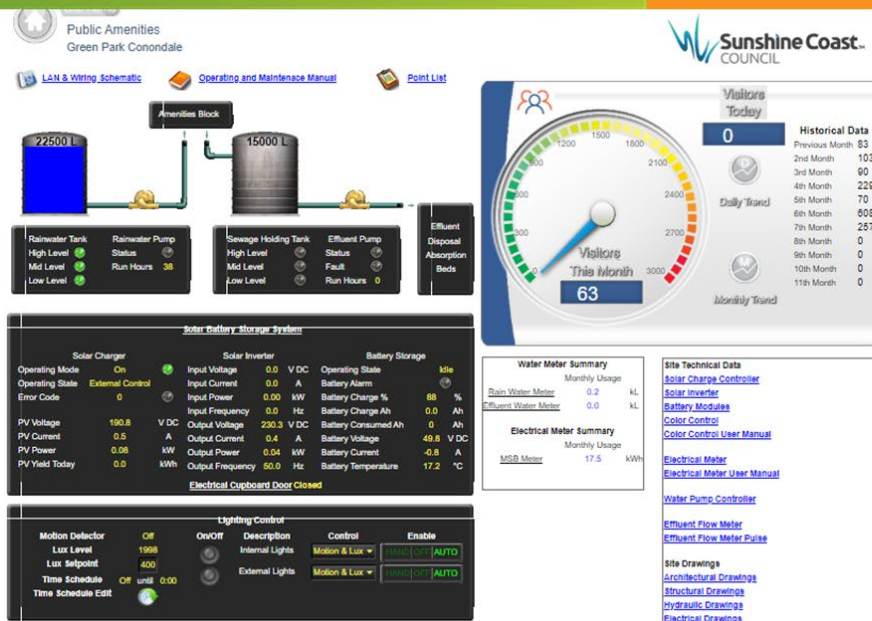 Public Amenities
Green Park Conondale
Sunshine Coast
COUNCIL
LAN & Wiring Schematic
Operating and Maintenace Manual
Point List
Amenities Block
22500 L
15000 L
Effluent
Disposal
Absorption
Beds
Rainwater Tank Rainwater Pump
High Level Status
Mid Level Run Hours 38
Low Level
Sewage Holding Tank Effluent Pump
High Level Status
Mid Level Fault
Low Level Run Hours 0
Visitors
Today
0
Daily Trend
Monthly Trend
300
600
1200
1500
1800
2100
2400
2700
3000
0
Visitors
This Month
63
Historical Data
Previous Month 83
2nd Month 103
3rd Month 90
4th Month 229
5th Month 70
6th Month 608
7th Month 257
8th Month 0
9th Month 0
10th Month 0
11th Month 0
Solar Battery Storage System
Solar Charger
Operating Mode On
Operating State External Control
Error Code 0
PV Voltage 190.8 V DC
PV Current 0.5 A
PV Power 0.08 kW
PV Yield Today 0.0 kWh
Solar Inverter
Input Voltage 0.0 V DC
Input Current 0.0 A
Input Power 0.00 kW
Input Frequency 0.0 Hz
Output Voltage 230.3 V DC
Output Current 0.4 A
Output Power 0.04 kW
Output Frequency 50.0 Hz
Battery Storage
Operating State Idle
Battery Alarm
Battery Charge % 88 %
Battery Charge Ah 0.0 Ah
Battery Consumed Ah 0 Ah
Battery Voltage 49.8 V DC
Battery Current -0.8 A
Battery Temperature 17.2 °C
Electrical Cupboard Door Closed
Water Meter Summary
Monthly Usage
Rain Water Meter 0.2 kL
Effluent Water Meter 0.0 kL
Electrical Meter Summary
Monthly Usage
MSB Meter 17.5 kWh
Site Technical Data
Solar Charge Controller
Solar Inverter
Battery Modules
Color Control
Color Control User Manual
Electrical Meter
Electrical Meter User Manual
Water Pump Controller
Effluent Flow Meter
Effluent Flow Meter Pulse
Site Drawings
Architectural Drawings
Structural Drawings
Hydraulic Drawings
Electrical Drawings
Lighting Control
Motion Detector Off
Lux Level 1998
Lux Setpoint 400
Time Schedule Off until 0:00
Time Schedule Edit
On/Off Description Control Enable
Internal Lights Motion & Lux HAND OFF AUTO
External Lights Motion & Lux HAND OFF AUTO